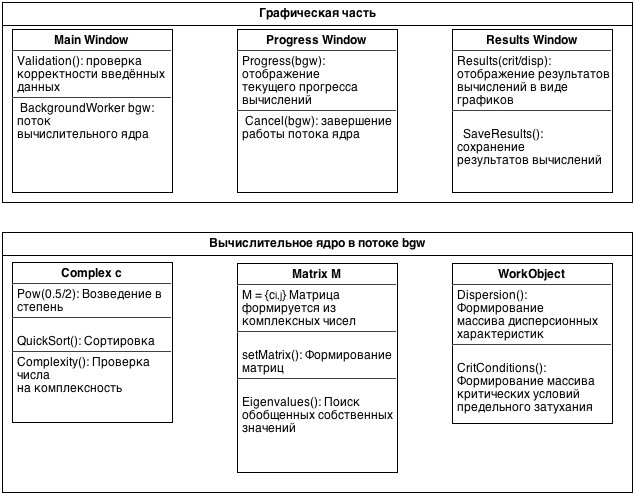 Графическая часть
Main Window
Validation(): проверка
корректности введённых
данных
BackgroundWorker bgw:
поток
вычислительного ядра
Progress Window
Progress(bgw):
отображение
текущего прогресса
вычислений
Cancel(bgw): завершение
работы потока ядра
Results Window
Results(crit/disp):
отображение результатов
вычислений в виде
графиков
SaveResults():
сохранение
результатов вычислений
Вычислительное ядро в потоке bgw
Complex c
Pow(0.5/2): Возведение в
степень
QuickSort(): Сортировка
Complexity(): Проверка
числа
на комплексность
Matrix M
M = {ci,j} Матрица
формируется из
комплексных чисел
setMatrix(): Формирование
матриц
Eigenvalues(): Поиск
обобщенных собственных
значений
WorkObject
Dispersion():
Формирование
массива дисперсионных
характеристик
CritConditions():
Формирование массива
критических условий
предельного затухания